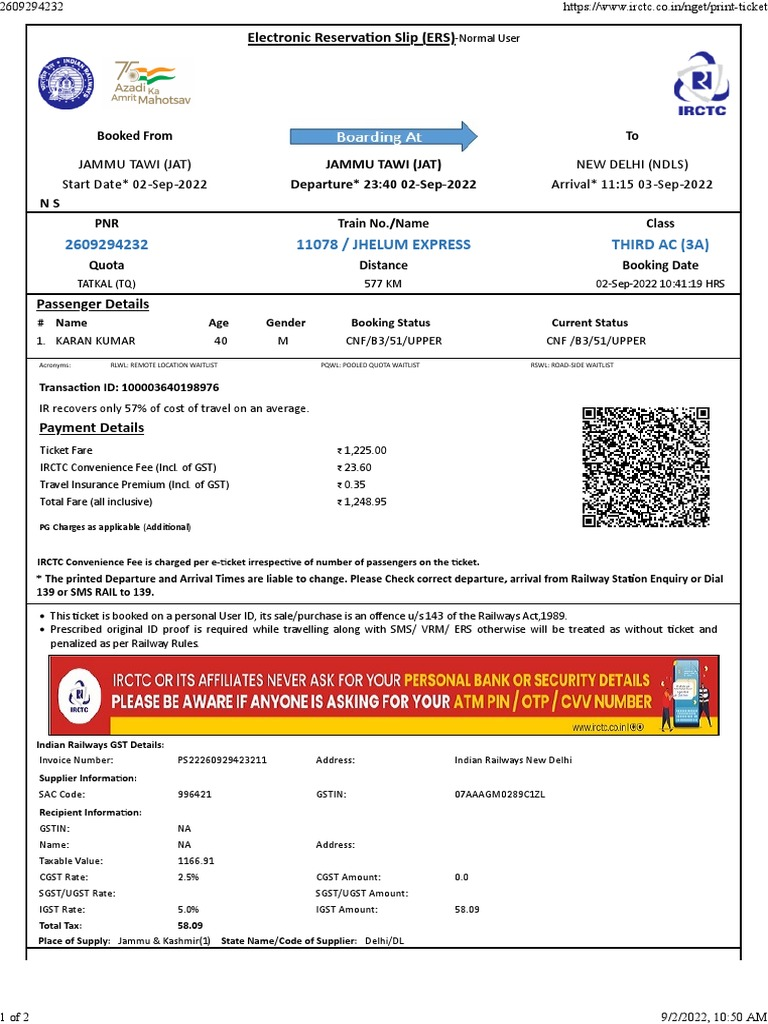 2609294232 https://www.irctc.co.in/nget/print-ticket
Electronic Reservation Slip (ERS)-Normal User
INDIAN RAILWAYS
75 Azadi Ka Amrit Mahotsav
IRCTC
Booked From Boarding At To
JAMMU TAWI (JAT) JAMMU TAWI (JAT) NEW DELHI (NDLS)
Start Date* 02-Sep-2022 Departure* 23:40 02-Sep-2022 Arrival* 11:15 03-Sep-2022
N S
PNR Train No./Name Class
2609294232 11078 / JHELUM EXPRESS THIRD AC (3A)
Quota Distance Booking Date
TATKAL (TQ) 577 KM 02-Sep-2022 10:41:19 HRS
Passenger Details
# Name Age Gender Booking Status Current Status
1. KARAN KUMAR 40 M CNF/B3/51/UPPER CNF /B3/51/UPPER
Acronyms: RLWL: REMOTE LOCATION WAITLIST PQWL: POOLED QUOTA WAITLIST RSWL: ROAD-SIDE WAITLIST
Transaction ID: 100003640198976
IR recovers only 57% of cost of travel on an average.
Payment Details
Ticket Fare ₹ 1,225.00
IRCTC Convenience Fee (Incl. of GST) ₹ 23.60
Travel Insurance Premium (Incl. of GST) ₹ 0.35
Total Fare (all inclusive) ₹ 1,248.95
PG Charges as applicable (Additional)
IRCTC Convenience Fee is charged per e-ticket irrespective of number of passengers on the ticket.
* The printed Departure and Arrival Times are liable to change. Please Check correct departure, arrival from Railway Station Enquiry or Dial
139 or SMS RAIL to 139.
• This ticket is booked on a personal User ID, its sale/purchase is an offence u/s 143 of the Railways Act,1989.
• Prescribed original ID proof is required while travelling along with SMS/ VRM/ ERS otherwise will be treated as without ticket and
penalized as per Railway Rules.
IRCTC OR ITS AFFILIATES NEVER ASK FOR YOUR PERSONAL BANK OR SECURITY DETAILS
PLEASE BE AWARE IF ANYONE IS ASKING FOR YOUR ATM PIN / OTP / CVV NUMBER
IRCTC
www.irctc.co.in
Indian Railways GST Details:
Invoice Number: PS22260929423211 Address: Indian Railways New Delhi
Supplier Information:
SAC Code: 996421 GSTIN: 07AAAGM0289C1ZL
Recipient Information:
GSTIN: NA
Name: NA Address:
Taxable Value: 1166.91
CGST Rate: 2.5% CGST Amount: 0.0
SGST/UGST Rate: SGST/UGST Amount:
IGST Rate: 5.0% IGST Amount: 58.09
Total Tax: 58.09
Place of Supply: Jammu & Kashmir(1) State Name/Code of Supplier: Delhi/DL
1 of 2 9/2/2022, 10:50 AM